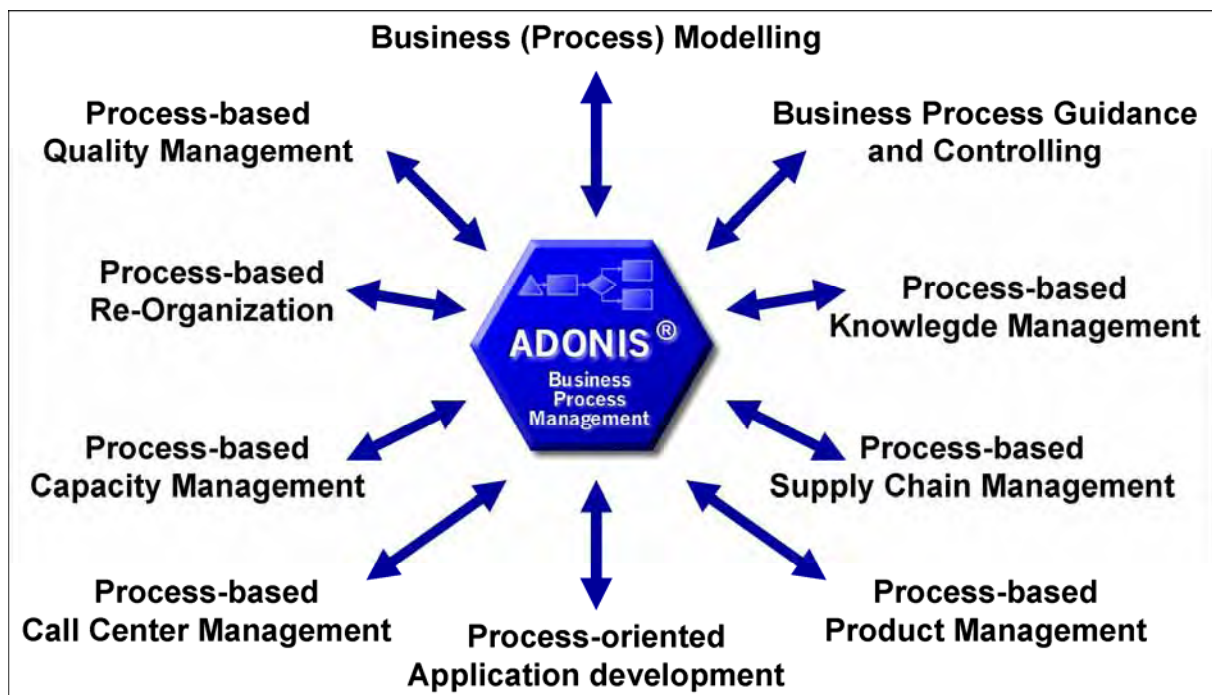 Business (Process) Modelling
Process-based
Quality Management
Business Process Guidance
and Controlling
Process-based
Re-Organization
Process-based
Knowlegde Management
ADONIS®
Business
Process
Management
Process-based
Capacity Management
Process-based
Supply Chain Management
Process-based
Call Center Management
Process-oriented
Application development
Process-based
Product Management